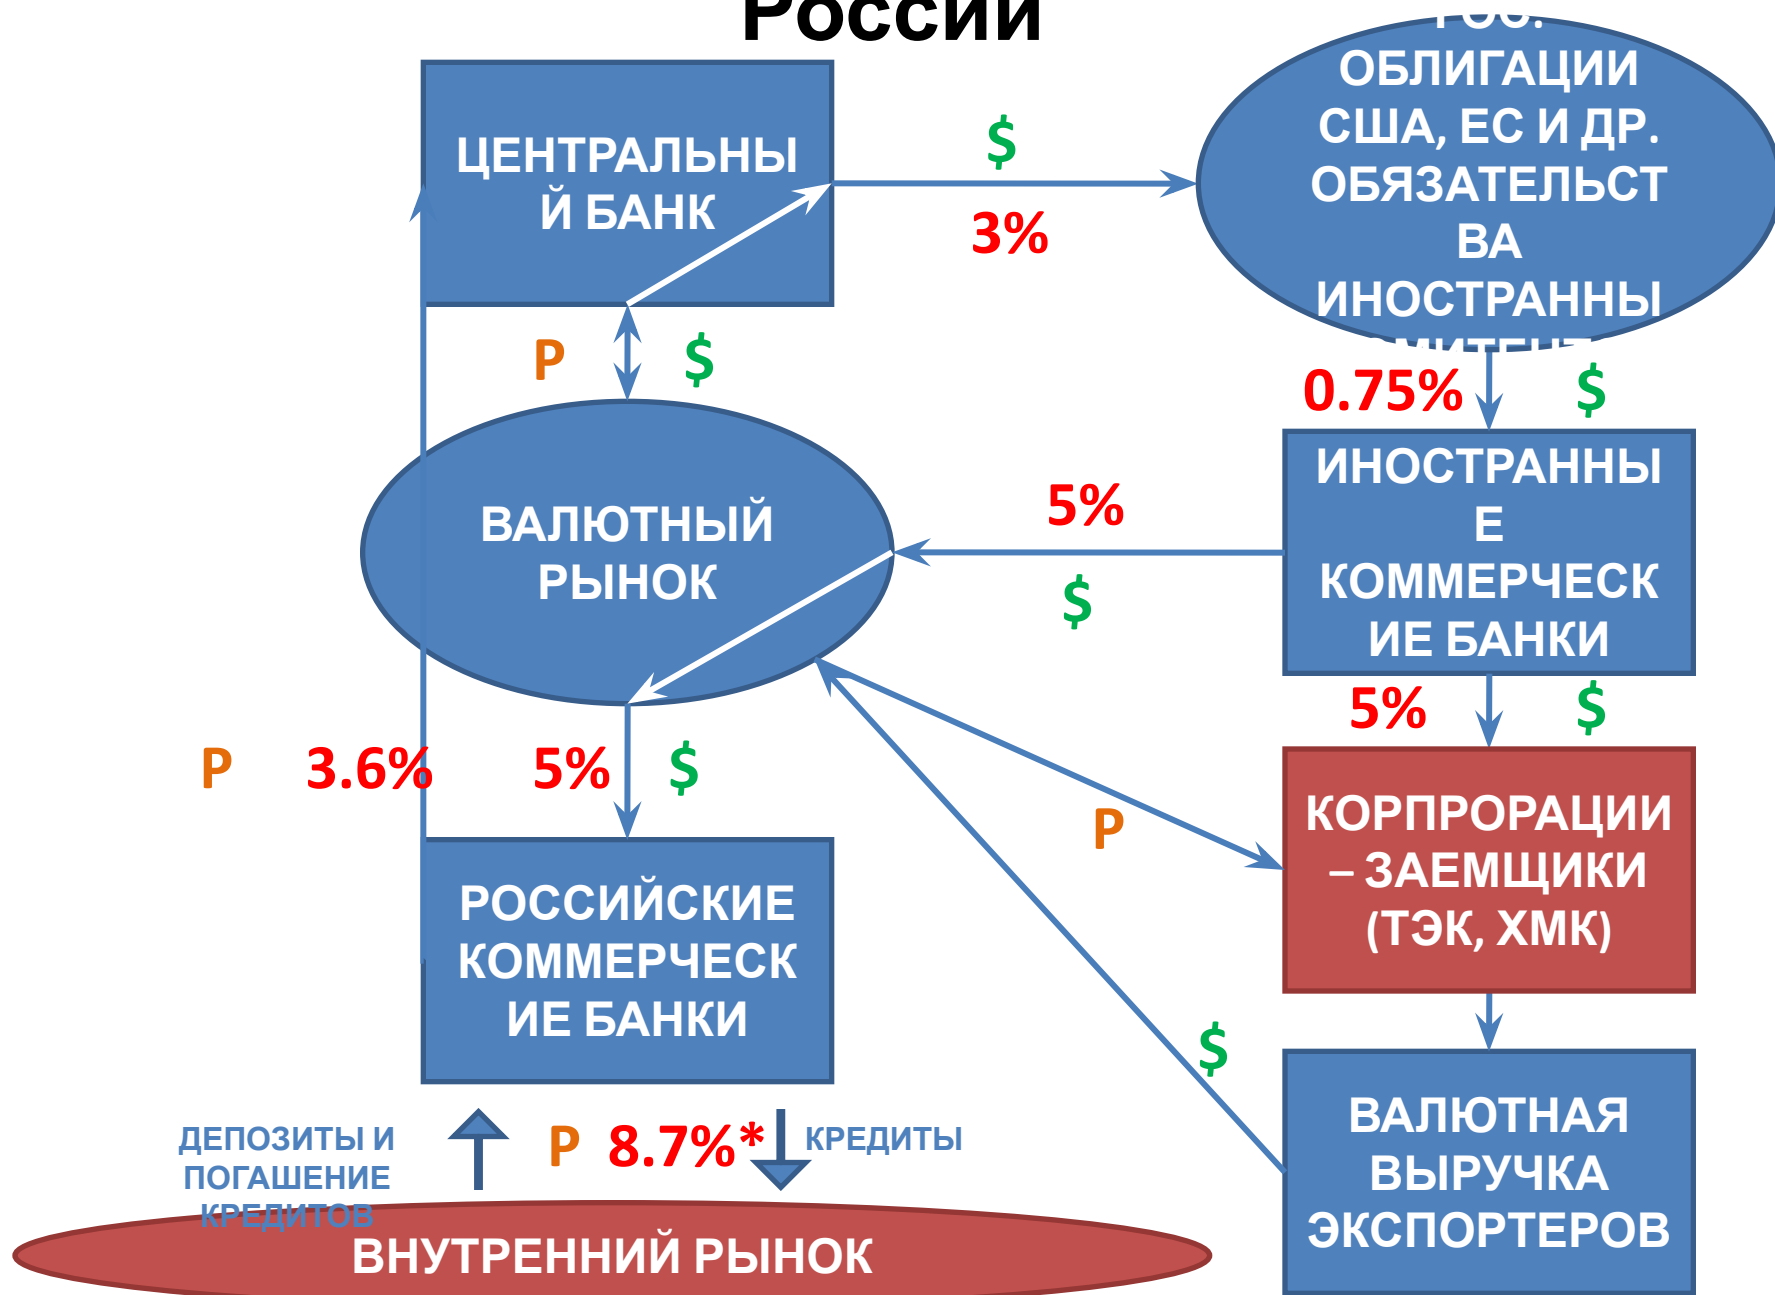 России
ГОС.
ОБЛИГАЦИИ
США, ЕС И ДР.
ОБЯЗАТЕЛЬСТ
ВА
ИНОСТРАННЫ
ЦЕНТРАЛЬНЫ
Й БАНК
$
3%
Р
$
0.75%
$
ВАЛЮТНЫЙ
РЫНОК
5%
$
ИНОСТРАННЫ
Е
КОММЕРЧЕСК
ИЕ БАНКИ
5%
$
Р
3.6%
5%
$
Р
КОРПРОРАЦИИ
– ЗАЕМЩИКИ
(ТЭК, ХМК)
РОССИЙСКИЕ
КОММЕРЧЕСК
ИЕ БАНКИ
$
ВАЛЮТНАЯ
ВЫРУЧКА
ЭКСПОРТЕРОВ
ДЕПОЗИТЫ И
ПОГАШЕНИЕ
КРЕДИТОВ
Р
8.7%*
КРЕДИТЫ
ВНУТРЕННИЙ РЫНОК